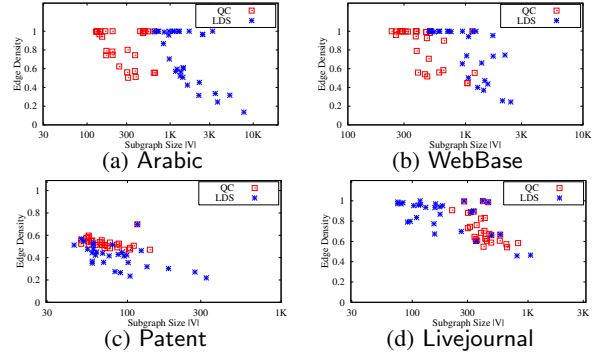 QC
LDS
Edge Density
1
0.8
0.6
0.4
0.2
0
30 100 300 1K 3K 10K
Subgraph Size |V|
(a) Arabic
QC
LDS
Edge Density
1
0.8
0.6
0.4
0.2
0
100 300 1K 3K 10K
Subgraph Size |V|
(b) WebBase
QC
LDS
Edge Density
1
0.8
0.6
0.4
0.2
0
30 100 1K
Subgraph Size |V|
(c) Patent
QC
LDS
Edge Density
1
0.8
0.6
0.4
0.2
0
30 100 300 1K 3K
Subgraph Size |V|
(d) Livejournal